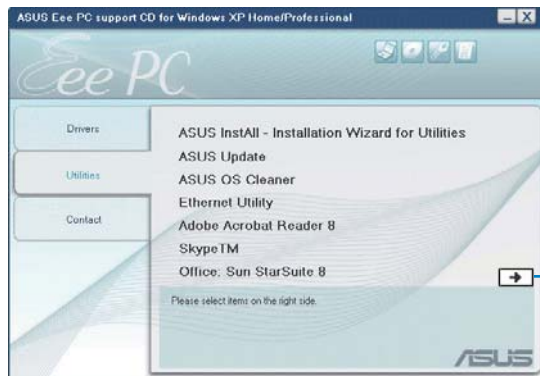 ASUS Eee PC support CD for Windows XP Home/Professional
Eee PC
Drivers
Utilities
Contact
ASUS InstAll - Installation Wizard for Utilities
ASUS Update
ASUS OS Cleaner
Ethernet Utility
Adobe Acrobat Reader 8
SkypeTM
Office: Sun StarSuite 8
Please select items on the right side.
ASUS